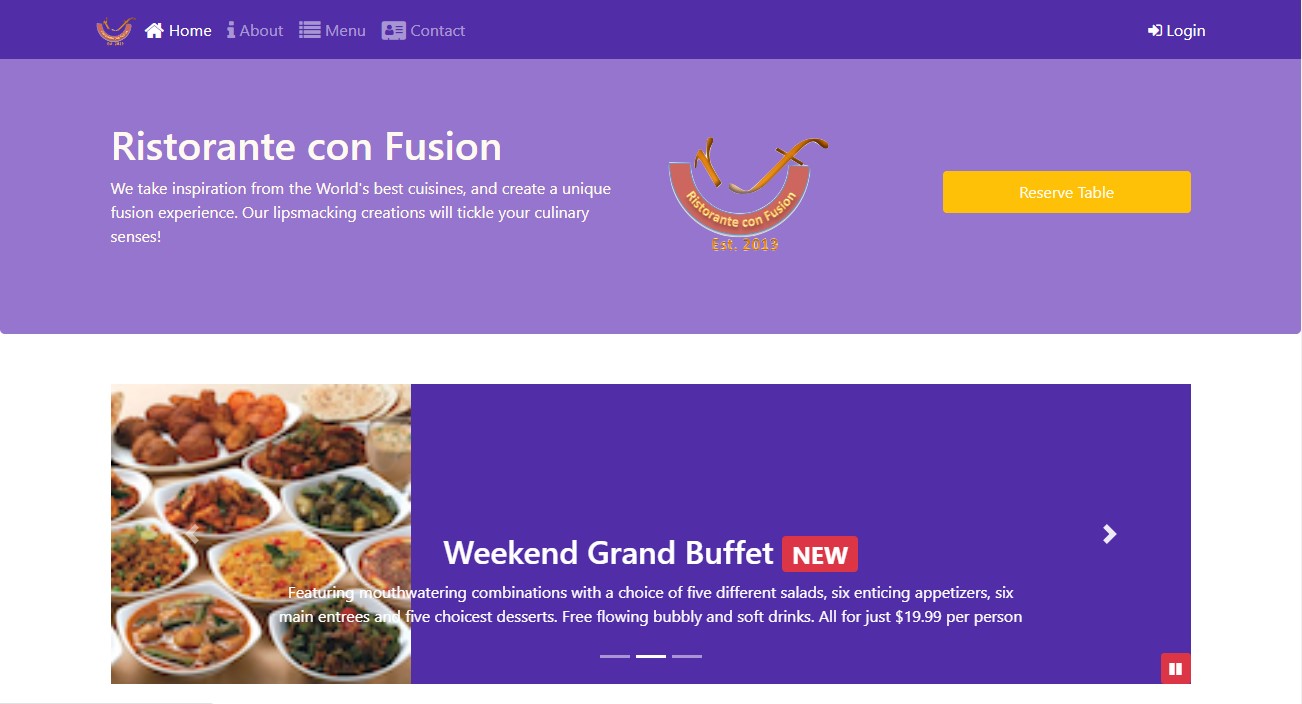 Home About Menu Contact Login
Ristorante con Fusion
We take inspiration from the World's best cuisines, and create a unique
fusion experience. Our lipsmacking creations will tickle your culinary
senses!
Ristorante con Fusion
Est. 2019
Reserve Table
Weekend Grand Buffet NEW
Featuring mouthwatering combinations with a choice of five different salads, six enticing appetizers, six
main entrees and five choicest desserts. Free flowing bubbly and soft drinks. All for just $19.99 per person